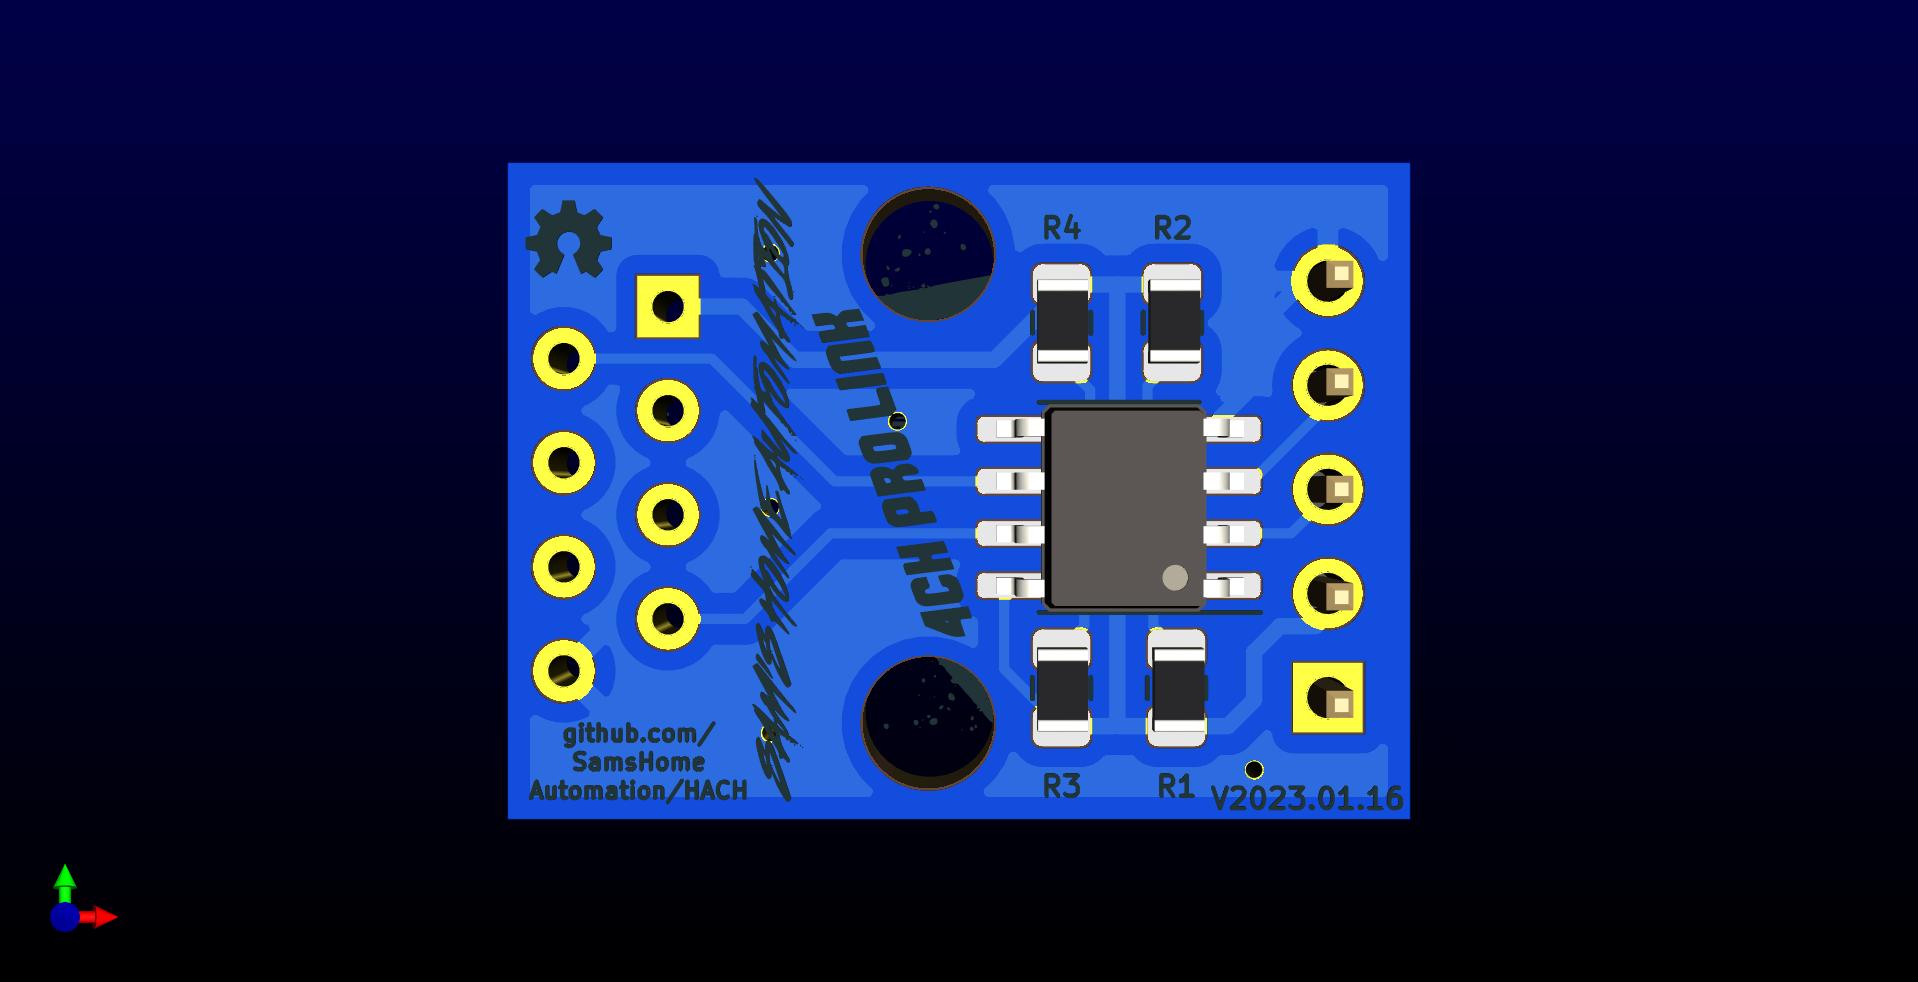 R4
R2
4CH PRO LINK
github.com/
SamsHome
Automation/HACH
R3
R1
V2023.01.16